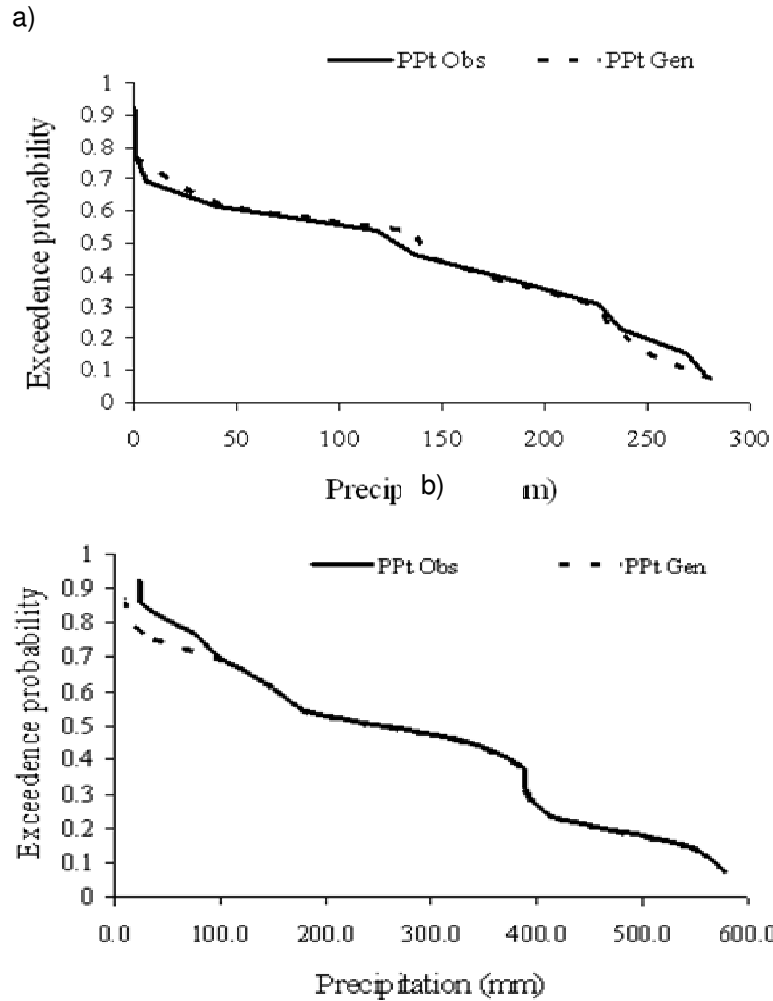 a)
PPt Obs PPt Gen
Exceedence probability
1
0.9
0.8
0.7
0.6
0.5
0.4
0.3
0.2
0.1
0
0 50 100 150 200 250 300
Precip m)
b)
PPt Obs PPt Gen
Exceedence probability
1
0.9
0.8
0.7
0.6
0.5
0.4
0.3
0.2
0.1
0
0.0 100.0 200.0 300.0 400.0 500.0 600.0
Precipitation (mm)